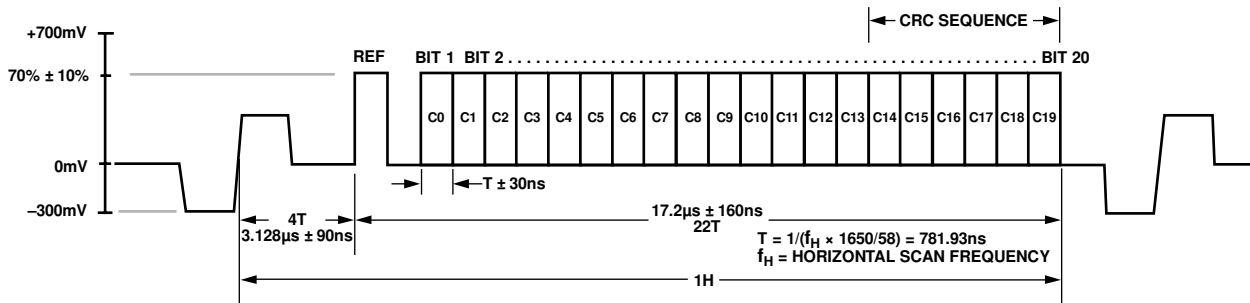 CRC SEQUENCE
+700mV
REF
BIT 1 BIT 2 . . . . . . . . . . . . . . . . . . . . . . . . . . . . . . . . . . . . . . . . . . . . . . . . . . . . . . . . . . . . . BIT 20
70% ± 10%
C0 C1 C2 C3 C4 C5 C6 C7 C8 C9 C10 C11 C12 C13 C14 C15 C16 C17 C18 C19
0mV
T ± 30ns
–300mV
4T
3.128µs ± 90ns
17.2µs ± 160ns
22T
T = 1/(fH × 1650/58) = 781.93ns
fH = HORIZONTAL SCAN FREQUENCY
1H